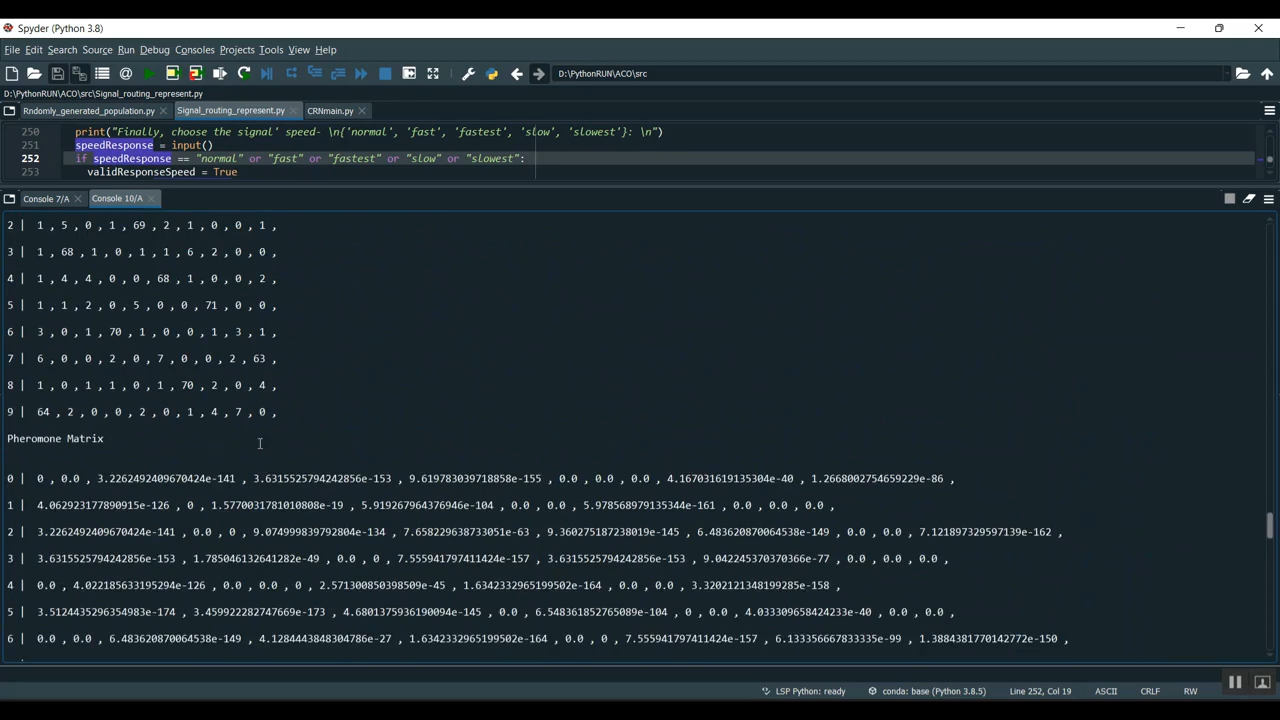 Spyder (Python 3.8)
File Edit Search Source Run Debug Consoles Projects Tools View Help
D:\PythonRUN\ACO\src
D:\PythonRUN\ACO\src\Signal_routing_represent.py
Rndomly_generated_population.py Signal_routing_represent.py CRNmain.py
250 print("Finally, choose the signal' speed- \n{'normal', 'fast', 'fastest', 'slow', 'slowest'}: \n")
251 speedResponse = input()
252 if speedResponse == "normal" or "fast" or "fastest" or "slow" or "slowest":
253 validResponseSpeed = True
Console 7/A Console 10/A
2 | 1 , 5 , 0 , 1 , 69 , 2 , 1 , 0 , 0 , 1 ,
3 | 1 , 68 , 1 , 0 , 1 , 1 , 6 , 2 , 0 , 0 ,
4 | 1 , 4 , 4 , 0 , 0 , 68 , 1 , 0 , 0 , 2 ,
5 | 1 , 1 , 2 , 0 , 5 , 0 , 0 , 71 , 0 , 0 ,
6 | 3 , 0 , 1 , 70 , 1 , 0 , 0 , 1 , 3 , 1 ,
7 | 6 , 0 , 0 , 2 , 0 , 7 , 0 , 0 , 2 , 63 ,
8 | 1 , 0 , 1 , 1 , 0 , 1 , 70 , 2 , 0 , 4 ,
9 | 64 , 2 , 0 , 0 , 2 , 0 , 1 , 4 , 7 , 0 ,
Pheromone Matrix
0 | 0 , 0.0 , 3.2262492409670424e-141 , 3.6315525794242856e-153 , 9.619783039718858e-155 , 0.0 , 0.0 , 0.0 , 4.167031619135304e-40 , 1.2668002754659229e-86 ,
1 | 4.062923177890915e-126 , 0 , 1.5770031781010808e-19 , 5.919267964376946e-104 , 0.0 , 0.0 , 5.978568979135344e-161 , 0.0 , 0.0 , 0.0 ,
2 | 3.2262492409670424e-141 , 0.0 , 0 , 9.074999839792804e-134 , 7.658229638733051e-63 , 9.360275187238019e-145 , 6.483620870064538e-149 , 0.0 , 0.0 , 7.121897329597139e-162 ,
3 | 3.6315525794242856e-153 , 1.785046132641282e-49 , 0.0 , 0 , 7.555941797411424e-157 , 3.6315525794242856e-153 , 9.042245370370366e-77 , 0.0 , 0.0 , 0.0 ,
4 | 0.0 , 4.022185633195294e-126 , 0.0 , 0.0 , 0 , 2.571300850398509e-45 , 1.6342332965199502e-164 , 0.0 , 0.0 , 3.3202121348199285e-158 ,
5 | 3.5124435296354983e-174 , 3.459922282747669e-173 , 4.6801375936190094e-145 , 0.0 , 6.548361852765089e-104 , 0 , 0.0 , 4.033309658424233e-40 , 0.0 , 0.0 ,
6 | 0.0 , 0.0 , 6.483620870064538e-149 , 4.1284443848304786e-27 , 1.6342332965199502e-164 , 0.0 , 0 , 7.555941797411424e-157 , 6.133356667833335e-99 , 1.3884381770142772e-150 ,
LSP Python: ready conda: base (Python 3.8.5) Line 252, Col 19 ASCII CRLF RW